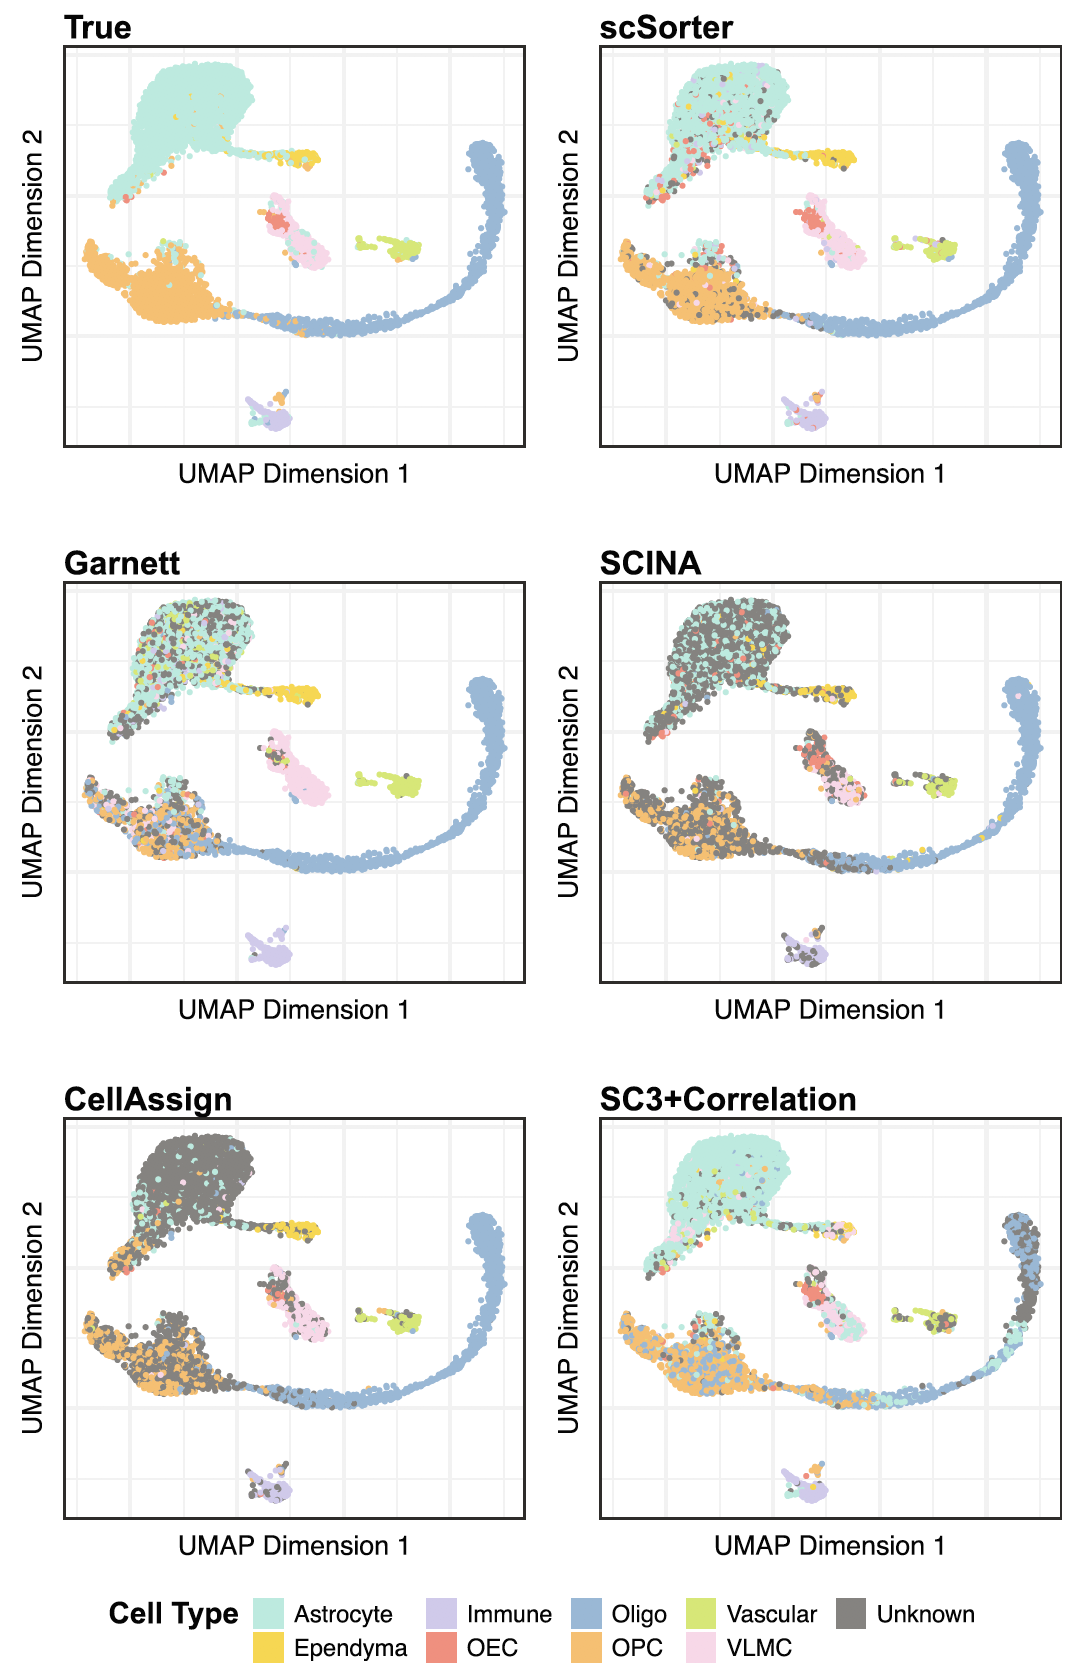 True
scSorter
UMAP Dimension 2
UMAP Dimension 2
UMAP Dimension 1
UMAP Dimension 1
Garnett
SCINA
UMAP Dimension 2
UMAP Dimension 2
UMAP Dimension 1
UMAP Dimension 1
CellAssign
SC3+Correlation
UMAP Dimension 2
UMAP Dimension 2
UMAP Dimension 1
UMAP Dimension 1
Cell Type
Astrocyte Immune Oligo Vascular Unknown
Ependyma OEC OPC VLMC